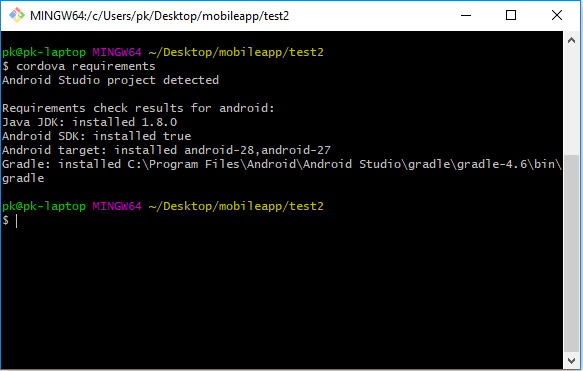 MINGW64:/c/Users/pk/Desktop/mobileapp/test2
pk@pk-laptop MINGW64 ~/Desktop/mobileapp/test2
$ cordova requirements
Android Studio project detected
Requirements check results for android:
Java JDK: installed 1.8.0
Android SDK: installed true
Android target: installed android-28,android-27
Gradle: installed C:\Program Files\Android\Android Studio\gradle\gradle-4.6\bin\
gradle
pk@pk-laptop MINGW64 ~/Desktop/mobileapp/test2
$